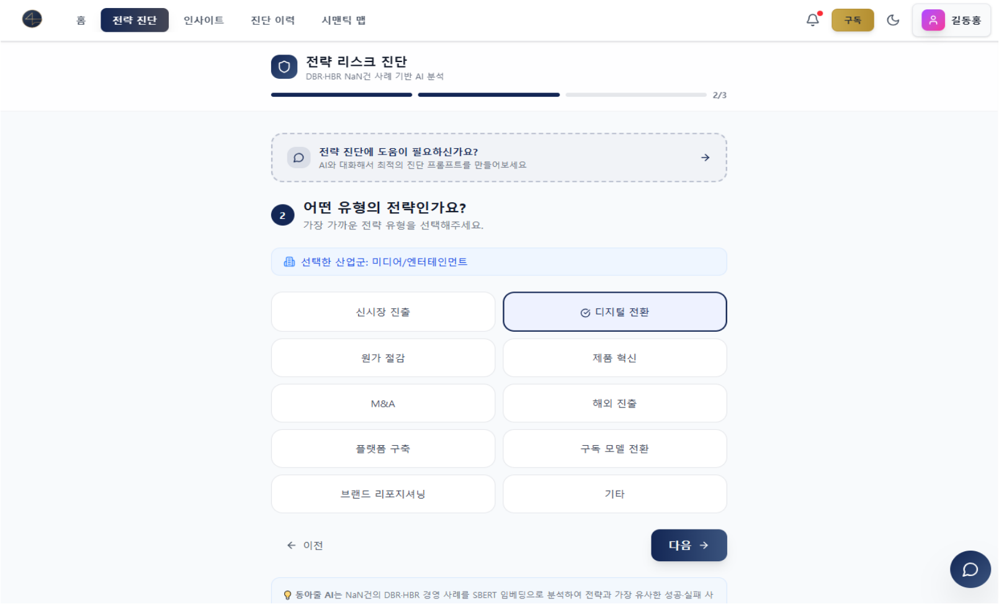 홈 전략 진단 인사이트 진단 이력 시맨틱 맵 구독 길동홍
전략 리스크 진단
DBR·HBR NaN건 사례 기반 AI 분석
2/3
전략 진단에 도움이 필요하신가요?
AI와 대화해서 최적의 진단 프롬프트를 만들어보세요
2 어떤 유형의 전략인가요?
가장 가까운 전략 유형을 선택해주세요.
선택한 산업군: 미디어/엔터테인먼트
신시장 진출 디지털 전환
원가 절감 제품 혁신
M&A 해외 진출
플랫폼 구축 구독 모델 전환
브랜드 리포지셔닝 기타
← 이전 다음 →
동아줄 AI는 NaN건의 DBR·HBR 경영 사례를 SBERT 임베딩으로 분석하여 전략과 가장 유사한 성공·실패 사